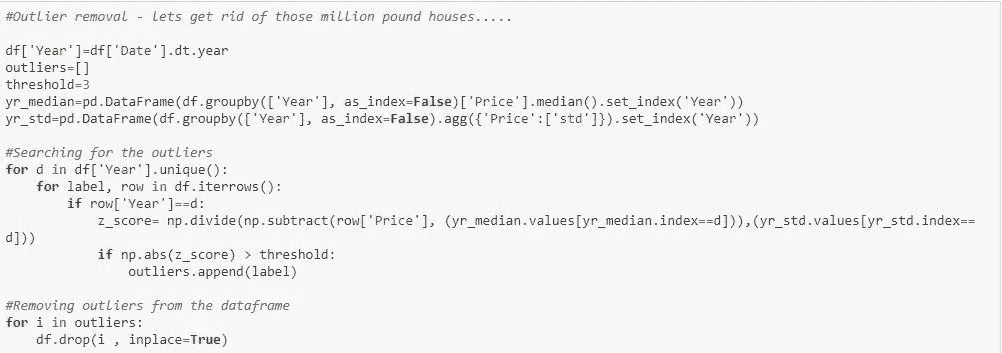 #Outlier removal - lets get rid of those million pound houses.....
df['Year']=df['Date'].dt.year
outliers=[]
threshold=3
yr_median=pd.DataFrame(df.groupby(['Year'], as_index=False)['Price'].median().set_index('Year'))
yr_std=pd.DataFrame(df.groupby(['Year'], as_index=False).agg({'Price':['std']}).set_index('Year'))
#Searching for the outliers
for d in df['Year'].unique():
    for label, row in df.iterrows():
        if row['Year']==d:
            z_score= np.divide(np.subtract(row['Price'], (yr_median.values[yr_median.index==d])),(yr_std.values[yr_std.index==
d]))
            if np.abs(z_score) > threshold:
                outliers.append(label)
#Removing outliers from the dataframe
for i in outliers:
    df.drop(i , inplace=True)